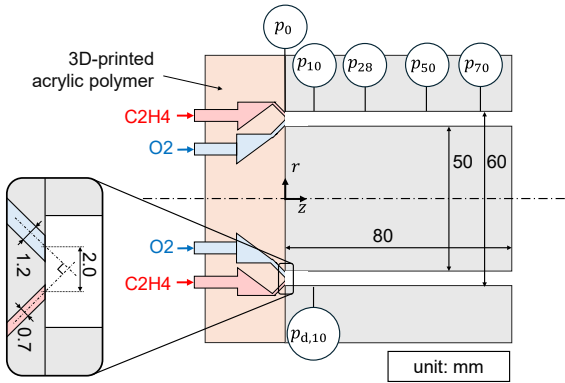 p₀
3D-printed
acrylic polymer
p₁₀
p₂₈
p₅₀
p₇₀
C2H4
O2
r
z
50
60
80
O2
C2H4
1.2
2.0
0.7
p_d,10
unit: mm